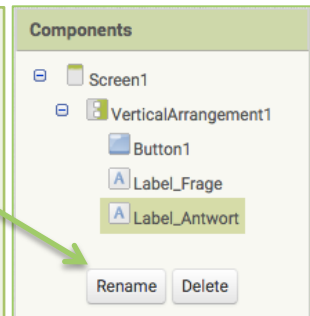 Components
Screen1
VerticalArrangement1
Button1
A Label_Frage
A Label_Antwort
Rename Delete